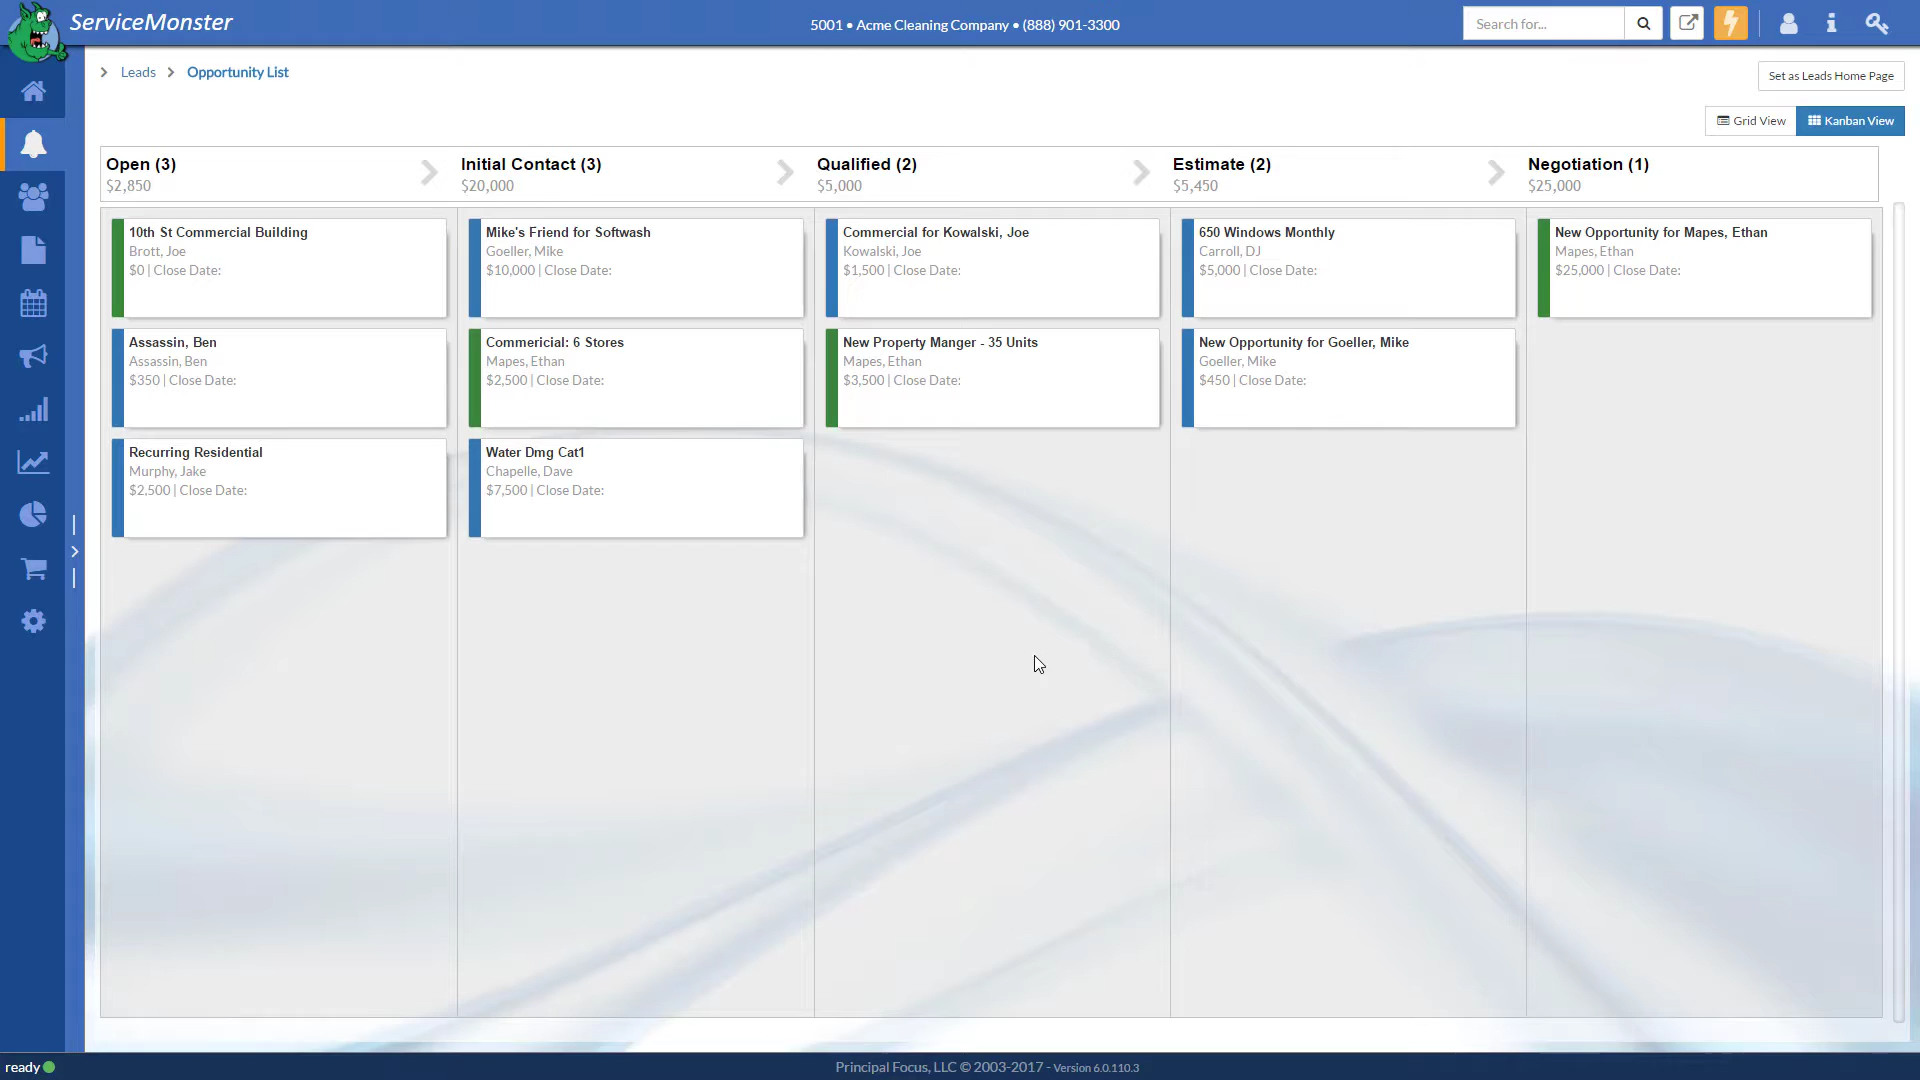 ServiceMonster
5001 • Acme Cleaning Company • (888) 901-3300
Search for...
Leads
Opportunity List
Set as Leads Home Page
Grid View
Kanban View
Open (3)
$2,850
Initial Contact (3)
$20,000
Qualified (2)
$5,000
Estimate (2)
$5,450
Negotiation (1)
$25,000
10th St Commercial Building
Brott, Joe
$0 | Close Date:
Assassin, Ben
Assassin, Ben
$350 | Close Date:
Recurring Residential
Murphy, Jake
$2,500 | Close Date:
Mike's Friend for Softwash
Goeller, Mike
$10,000 | Close Date:
Commericial: 6 Stores
Mapes, Ethan
$2,500 | Close Date:
Water Dmg Cat1
Chapelle, Dave
$7,500 | Close Date:
Commercial for Kowalski, Joe
Kowalski, Joe
$1,500 | Close Date:
New Property Manger - 35 Units
Mapes, Ethan
$3,500 | Close Date:
650 Windows Monthly
Carroll, DJ
$5,000 | Close Date:
New Opportunity for Goeller, Mike
Goeller, Mike
$450 | Close Date:
New Opportunity for Mapes, Ethan
Mapes, Ethan
$25,000 | Close Date:
ready
Principal Focus, LLC © 2003-2017 - Version 6.0.110.3